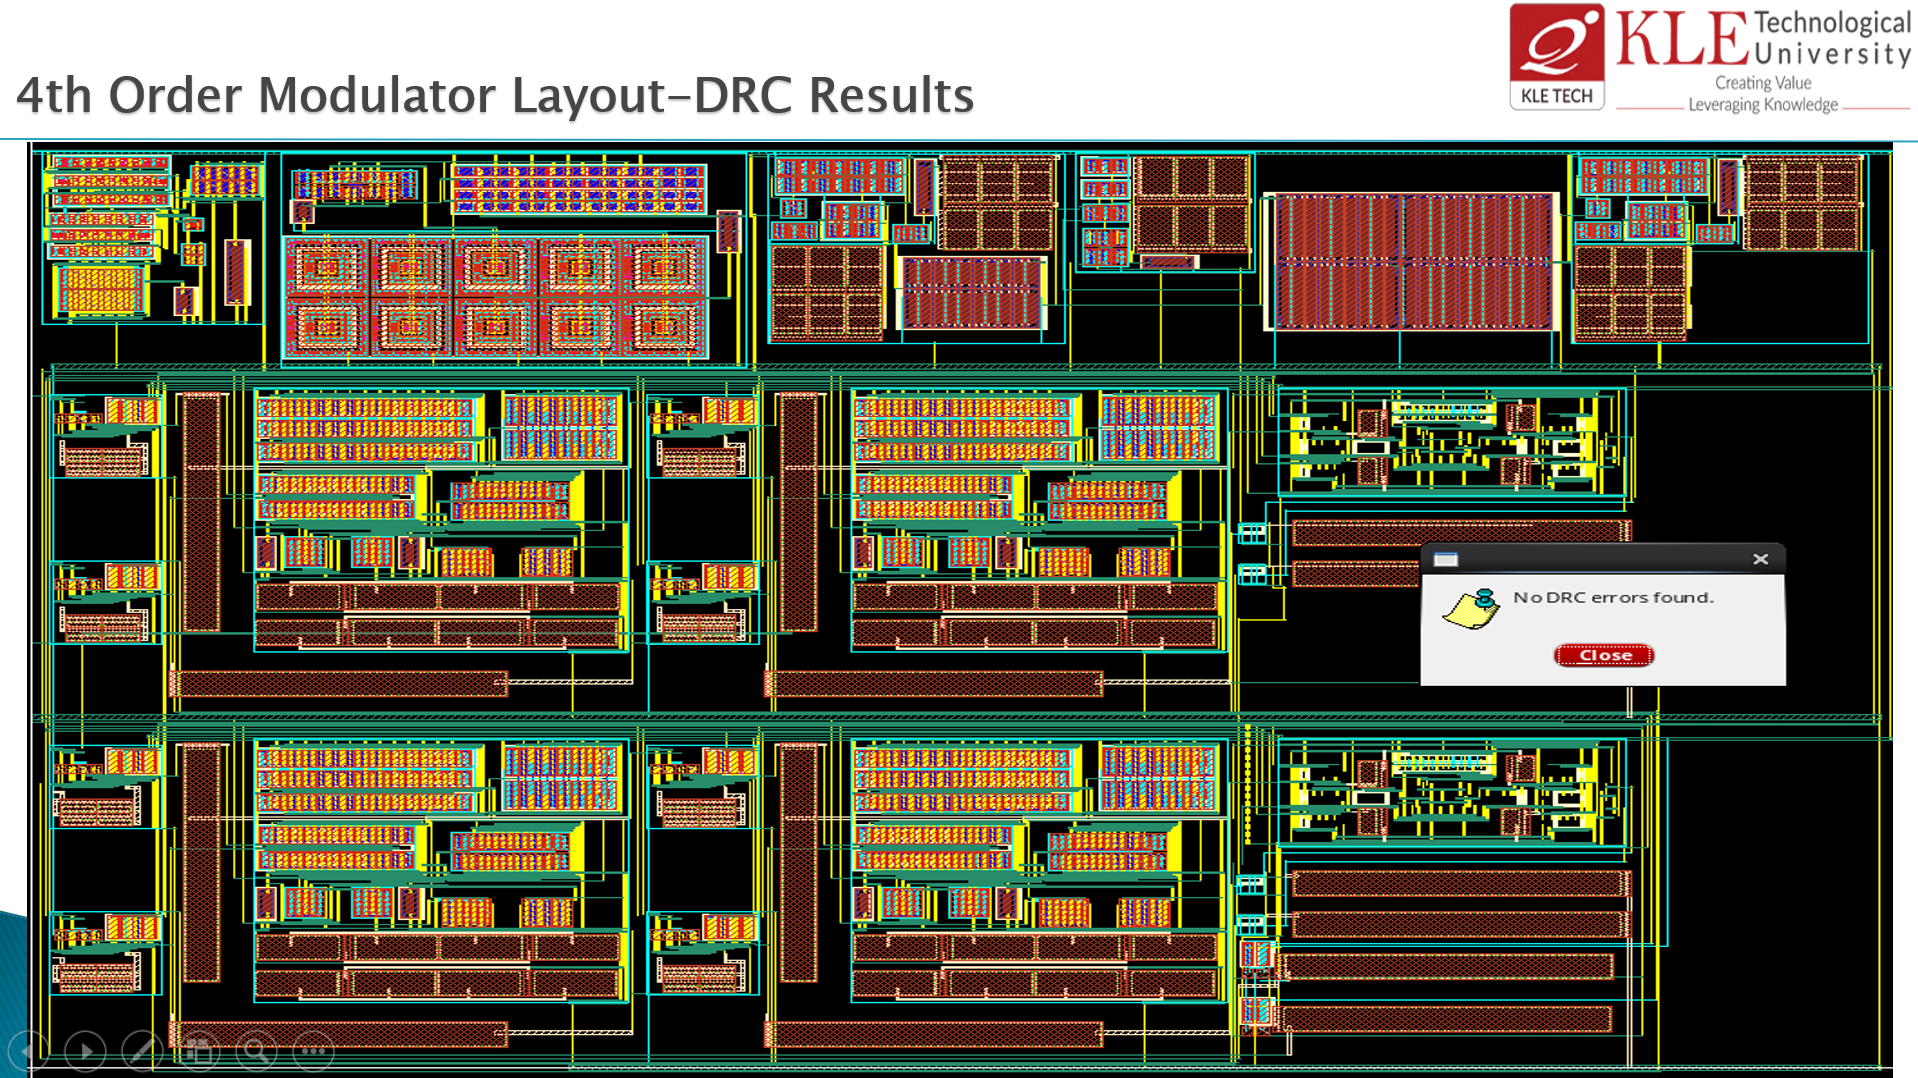 KLE Technological
University
Creating Value
Leveraging Knowledge
KLE TECH
4th Order Modulator Layout-DRC Results
No DRC errors found.
Close